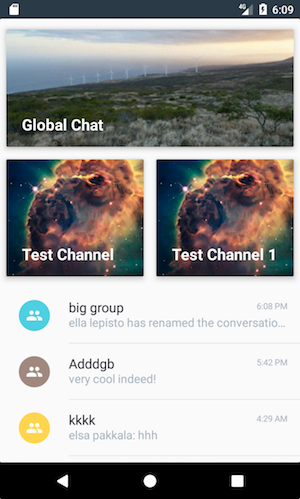 4G 6:09
Global Chat
Test Channel
Test Channel 1
big group 6:08 PM
ella lepisto has renamed the conversatio...
Adddgb 5:42 PM
very cool indeed!
kkkk 4:29 AM
elsa pakkala: hhh